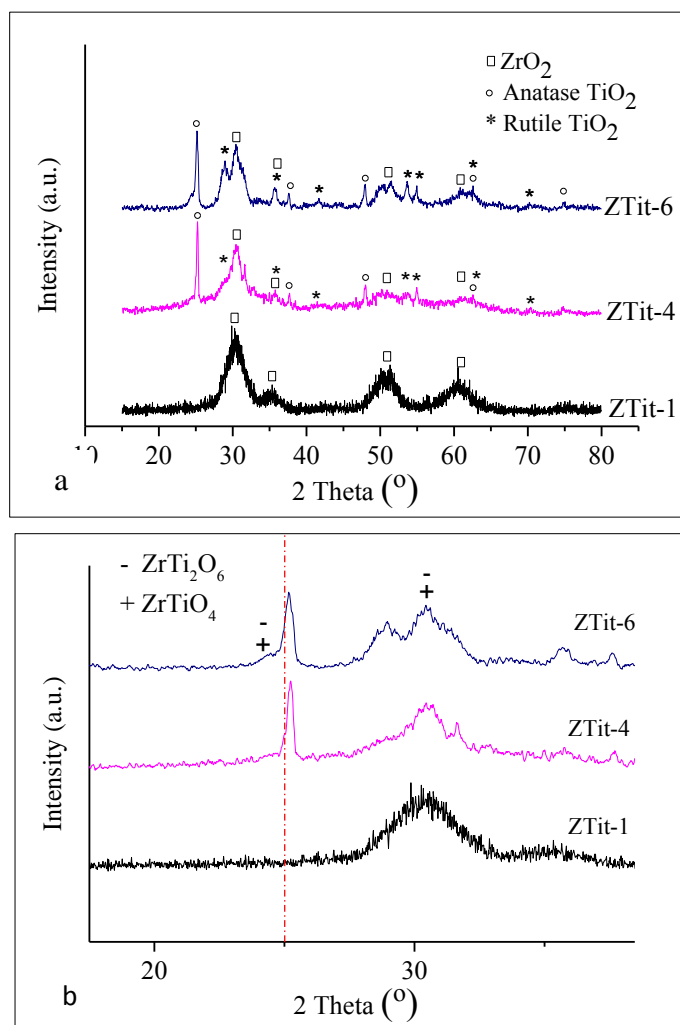 □ ZrO2
○ Anatase TiO2
* Rutile TiO2
ZTit-6
ZTit-4
ZTit-1
Intensity (a.u.)
10 20 30 40 50 60 70 80
2 Theta (°)
a
- ZrTi2O6
+ ZrTiO4
ZTit-6
ZTit-4
ZTit-1
Intensity (a.u.)
20 30
2 Theta (°)
b